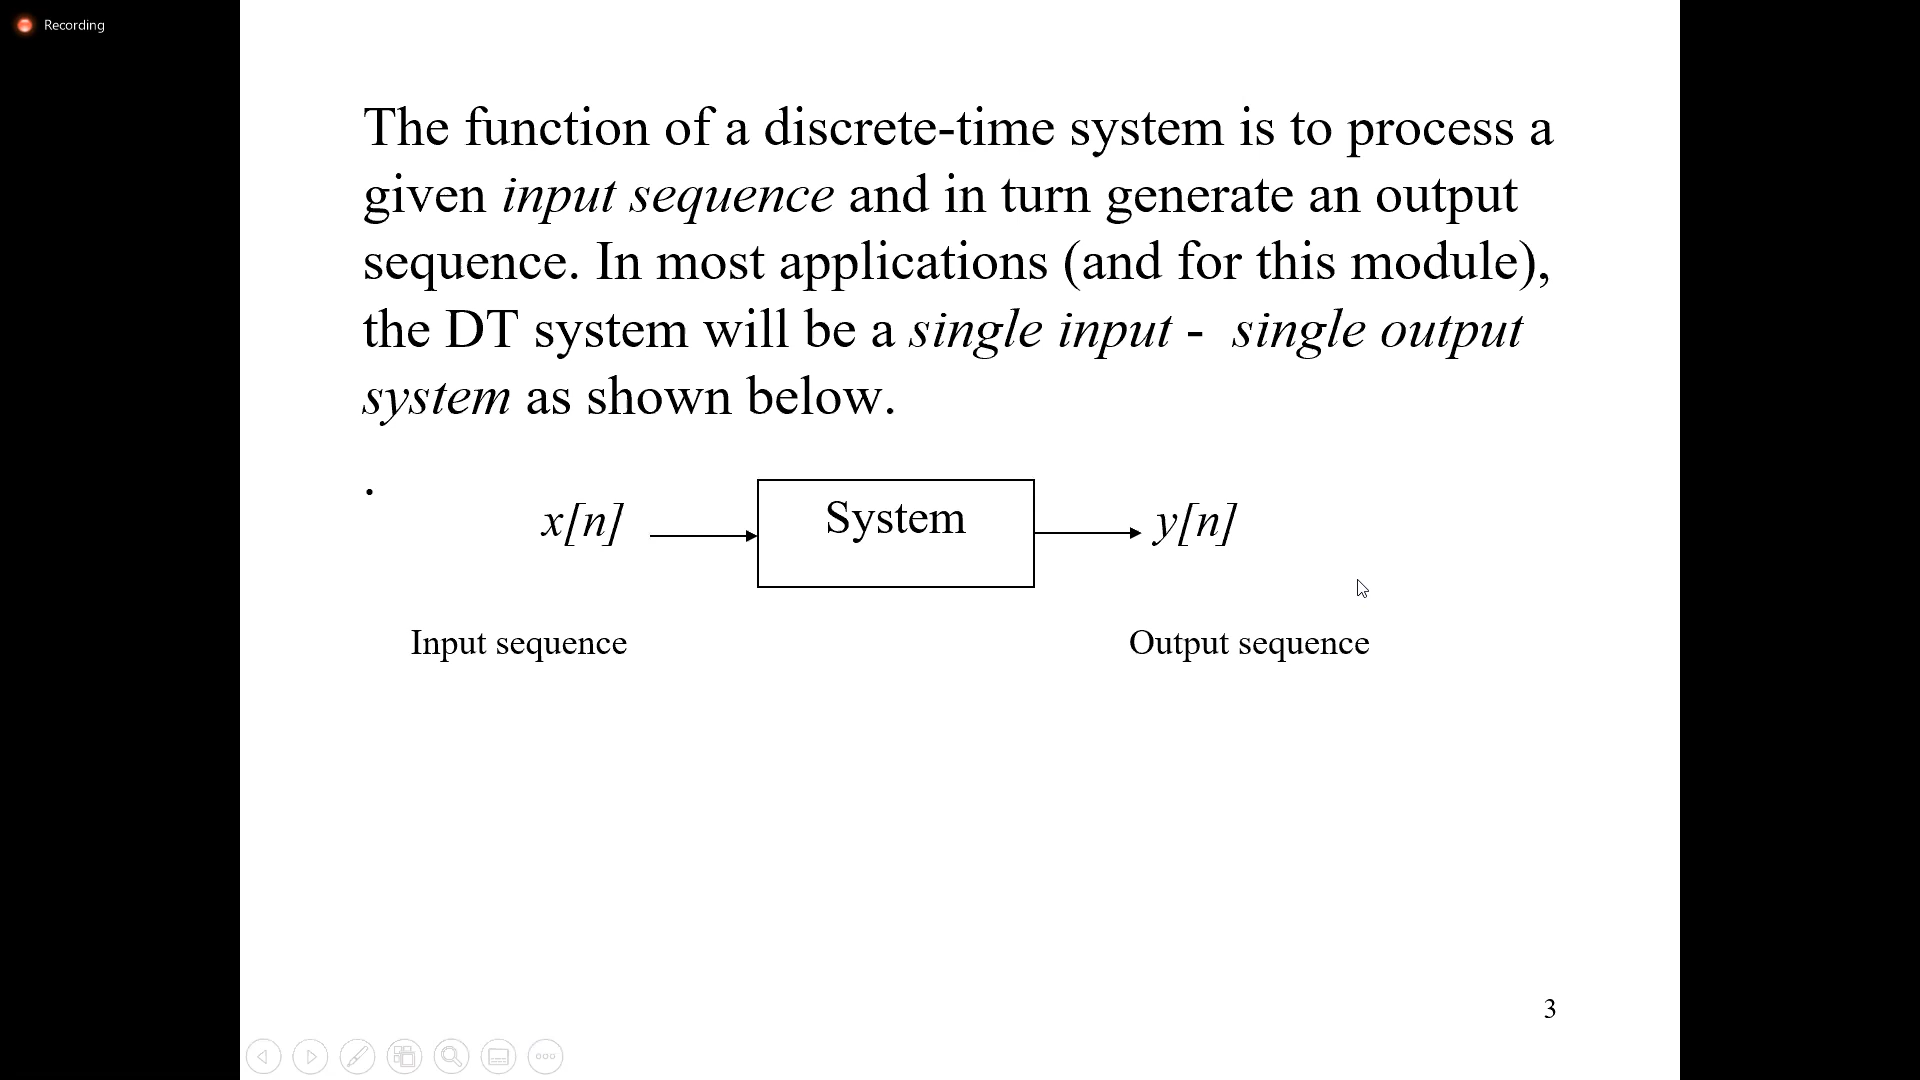 Recording
The function of a discrete-time system is to process a
given input sequence and in turn generate an output
sequence. In most applications (and for this module),
the DT system will be a single input - single output
system as shown below.
.
x[n] System y[n]
Input sequence Output sequence
3